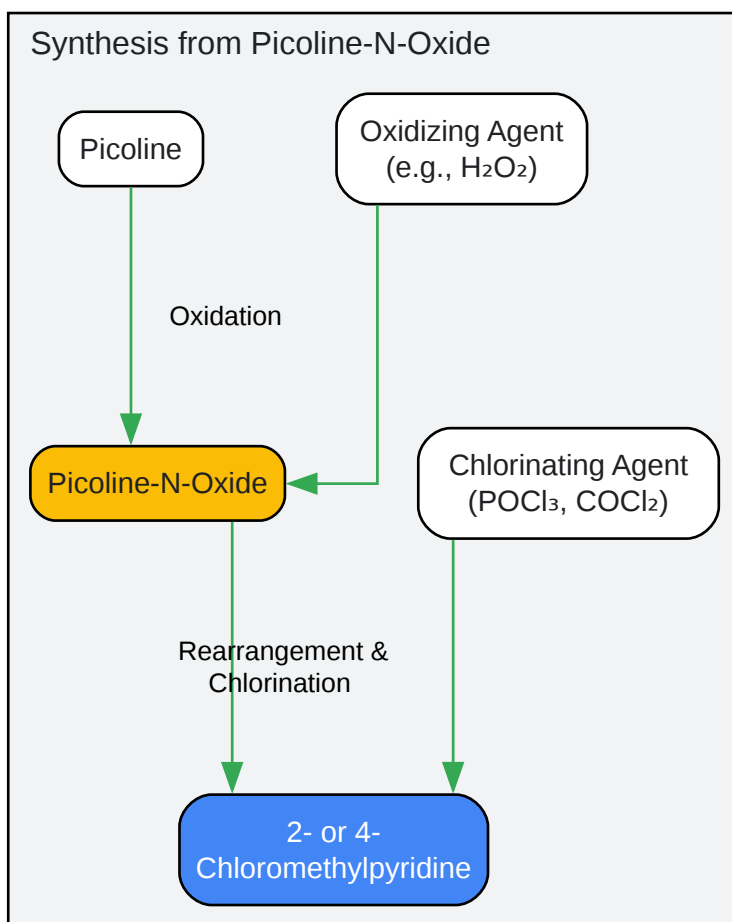 Synthesis from Picoline-N-Oxide
Picoline
Oxidizing Agent
(e.g., H₂O₂)
Oxidation
Picoline-N-Oxide
Chlorinating Agent
(POCl₃, COCl₂)
Rearrangement &
Chlorination
2- or 4-
Chloromethylpyridine